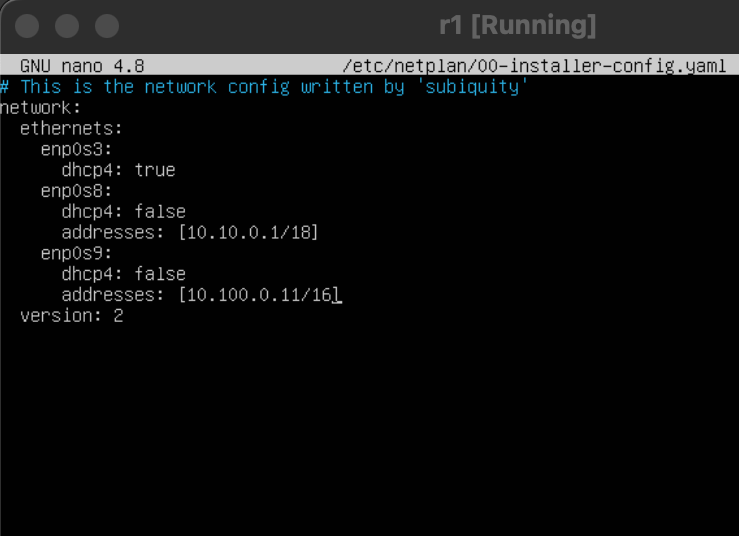 r1 [Running]
GNU nano 4.8 /etc/netplan/00-installer-config.yaml
# This is the network config written by 'subiquity'
network:
  ethernets:
    enp0s3:
      dhcp4: true
    enp0s8:
      dhcp4: false
      addresses: [10.10.0.1/18]
    enp0s9:
      dhcp4: false
      addresses: [10.100.0.11/16]
  version: 2